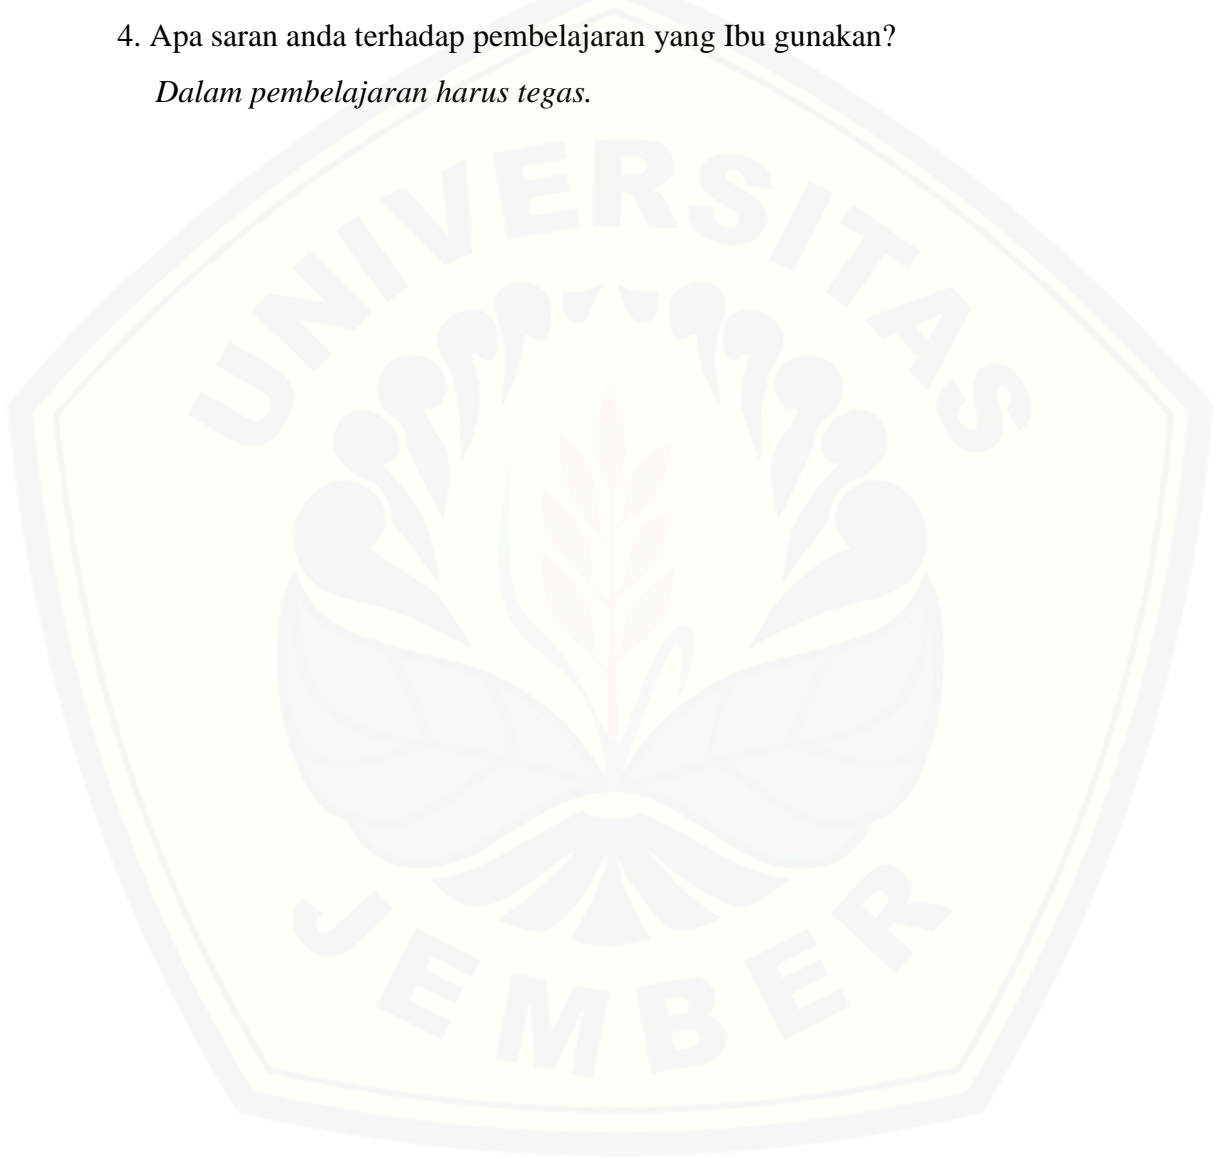 4. Apa saran anda terhadap pembelajaran yang Ibu gunakan?
Dalam pembelajaran harus tegas.
UNIVERSITAS
JEMBER